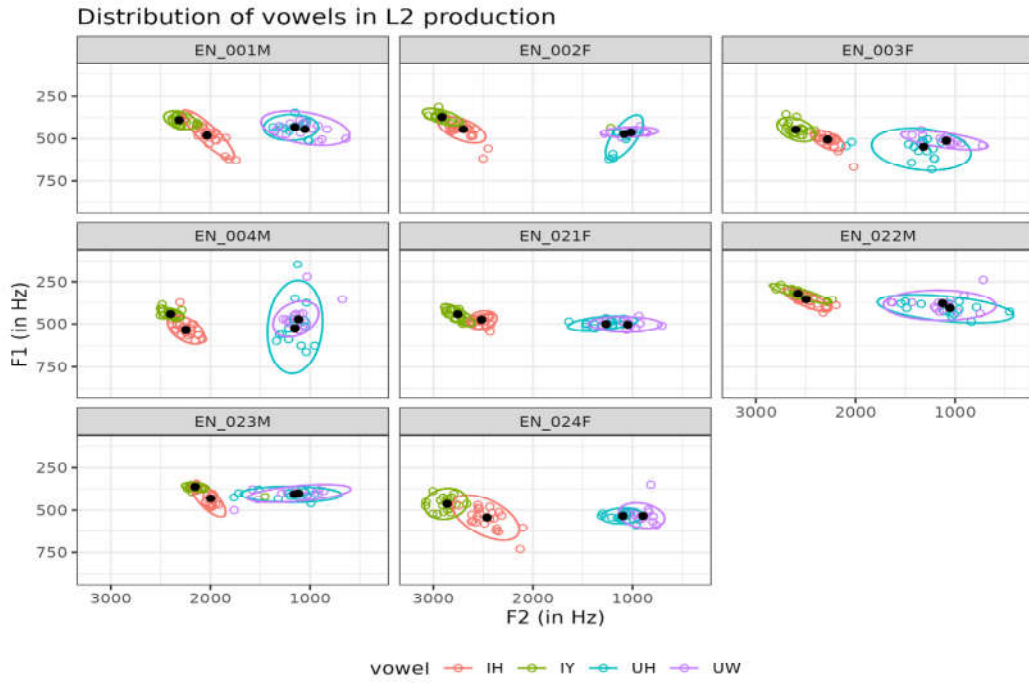 Distribution of vowels in L2 production
EN_001M EN_002F EN_003F
250
500
750
EN_004M EN_021F EN_022M
250
500
750
F1 (in Hz)
3000 2000 1000
EN_023M EN_024F
250
500
750
3000 2000 1000 3000 2000 1000
F2 (in Hz)
vowel IH IY UH UW